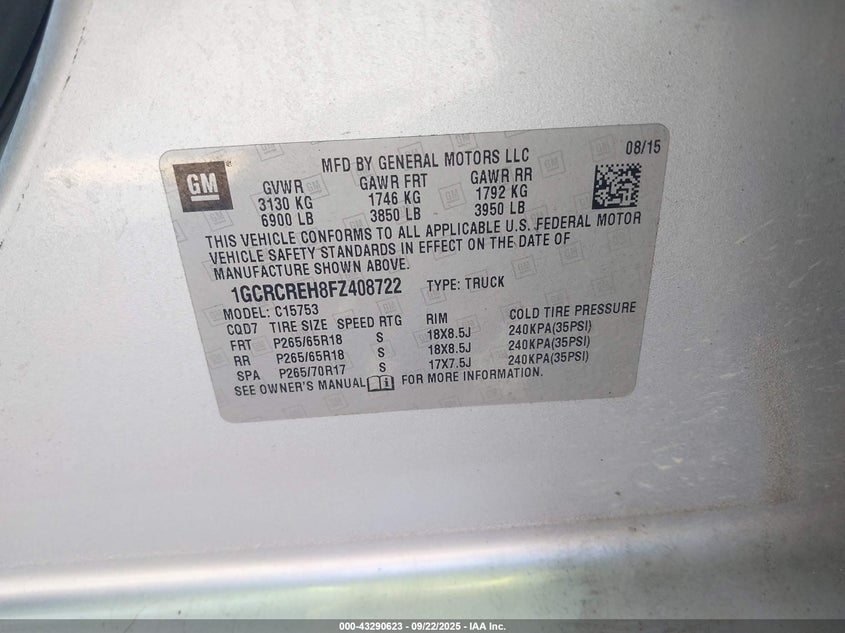 GM
MFD BY GENERAL MOTORS LLC
08/15
GVWR GAWR FRT GAWR RR
3130 KG 1746 KG 1792 KG
6900 LB 3850 LB 3950 LB
THIS VEHICLE CONFORMS TO ALL APPLICABLE U.S. FEDERAL MOTOR
VEHICLE SAFETY STANDARDS IN EFFECT ON THE DATE OF
MANUFACTURE SHOWN ABOVE.
1GCRCREH8FZ408722 TYPE: TRUCK
MODEL: C15753
CQD7 TIRE SIZE SPEED RTG RIM COLD TIRE PRESSURE
FRT P265/65R18 S 18X8.5J 240KPA(35PSI)
RR P265/65R18 S 18X8.5J 240KPA(35PSI)
SPA P265/70R17 S 17X7.5J 240KPA(35PSI)
SEE OWNER'S MANUAL FOR MORE INFORMATION.
000-43290623 - 09/22/2025 - IAA Inc.